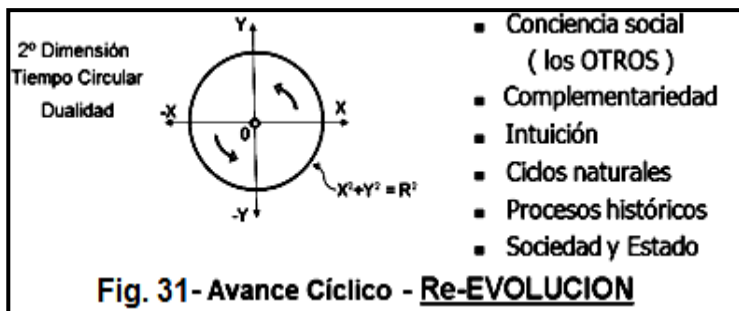 2º Dimensión
Tiempo Circular
Dualidad
Y
-X
X
0
-Y
X²+Y² = R²
▪ Conciencia social
( los OTROS )
▪ Complementariedad
▪ Intuición
▪ Ciclos naturales
▪ Procesos históricos
▪ Sociedad y Estado
Fig. 31- Avance Cíclico - Re-EVOLUCION